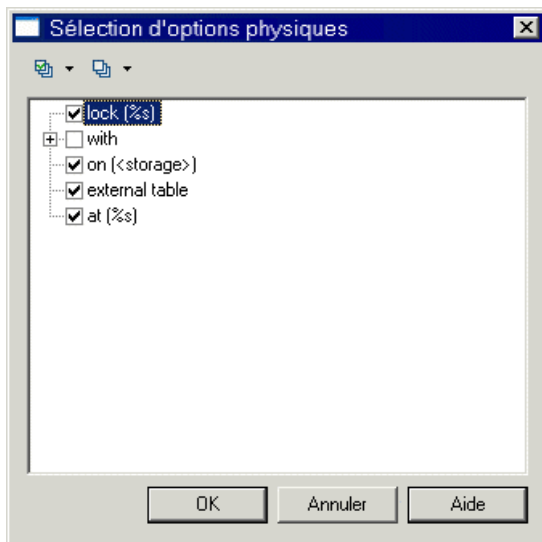 Sélection d'options physiques
lock (%s)
with
on (<storage>)
external table
at (%s)
OK Annuler Aide